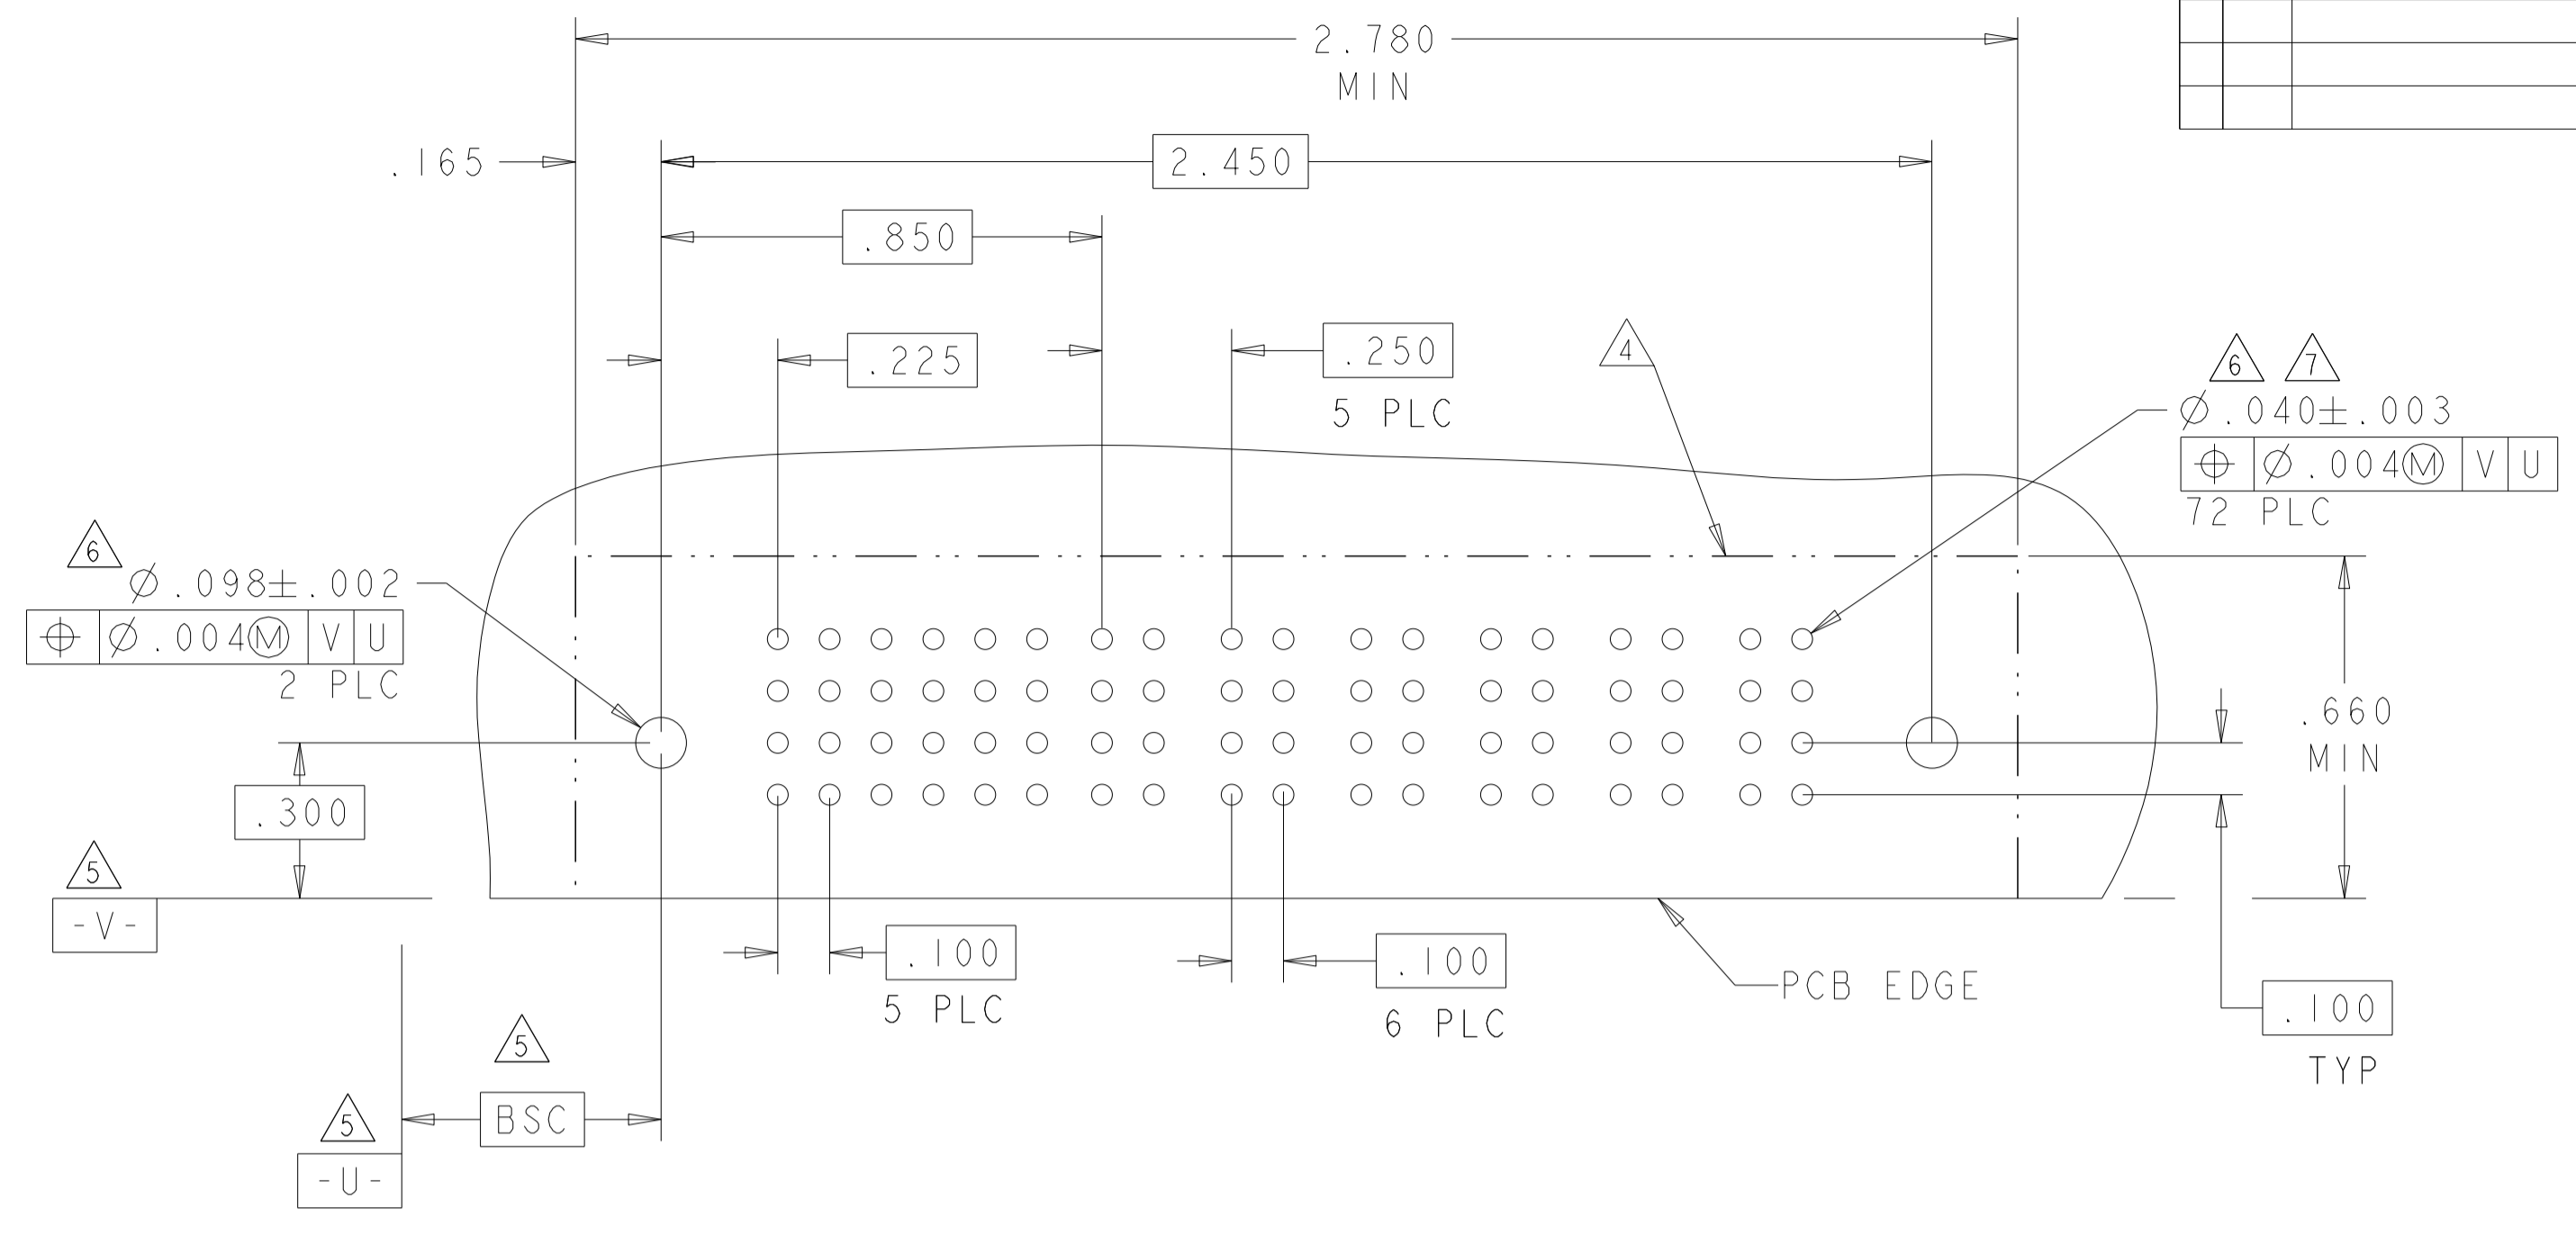 2.780
MIN
.165
2.450
.850
.225
.250
5 PLC
4
6 7
Ø.040±.003
⌖ Ø.004Ⓜ V U
72 PLC
6
Ø.098±.002
⌖ Ø.004Ⓜ V U
2 PLC
.660
MIN
.300
5
-V-
.100
5 PLC
.100
6 PLC
PCB EDGE
.100
TYP
5
BSC
5
-U-